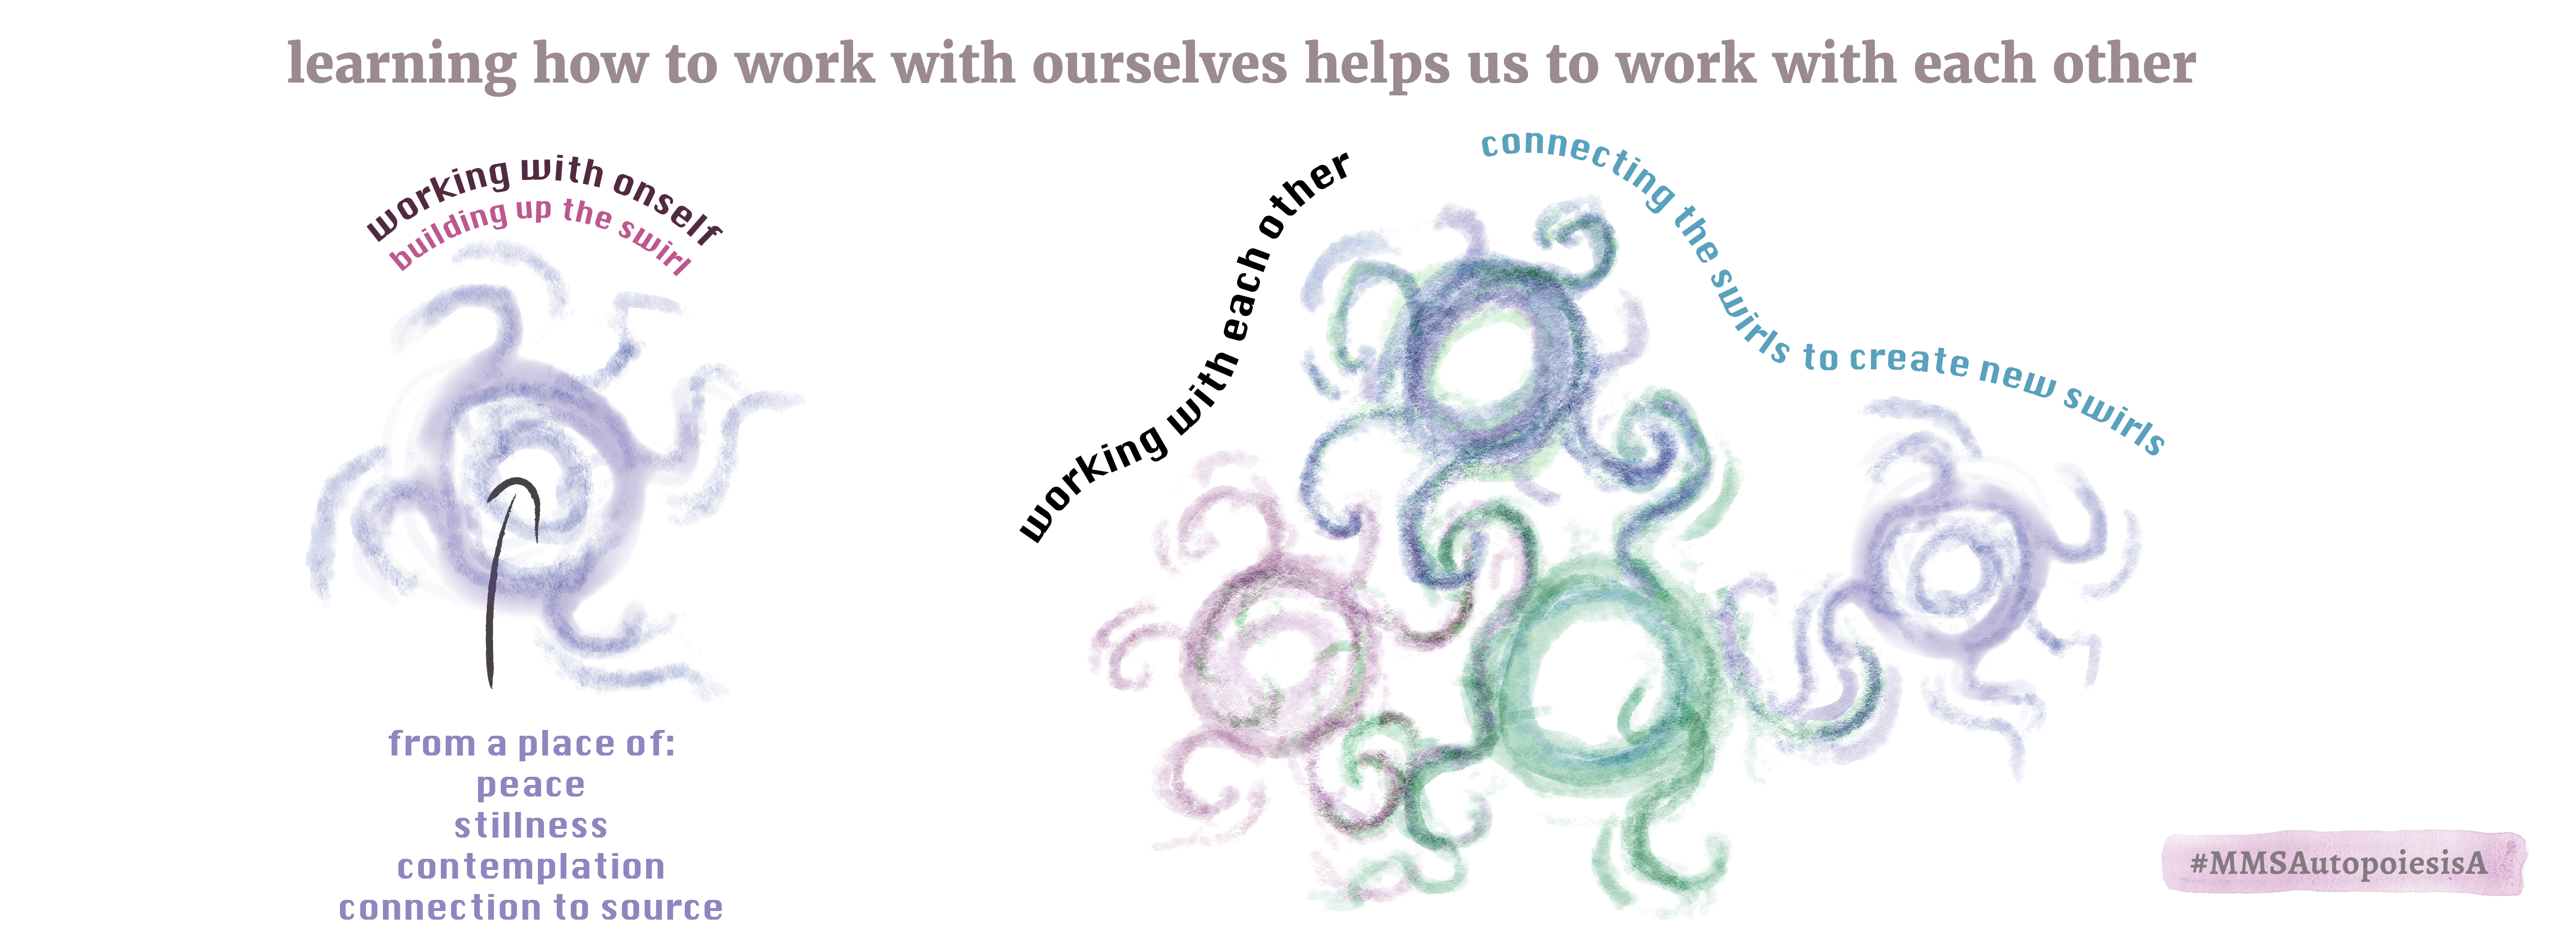 learning how to work with ourselves helps us to work with each other
working with onself
building up the swirl
from a place of:
peace
stillness
contemplation
connection to source
working with each other
connecting the swirls to create new swirls
#MMSAutopoiesisA